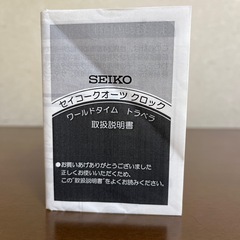 SEIKO
セイコークオーツ クロック
ワールドタイム トラベラ
取扱説明書
●お買いあげありがとうございました
正しくお使いいただくため、
この"取扱説明書"をよくお読みください。